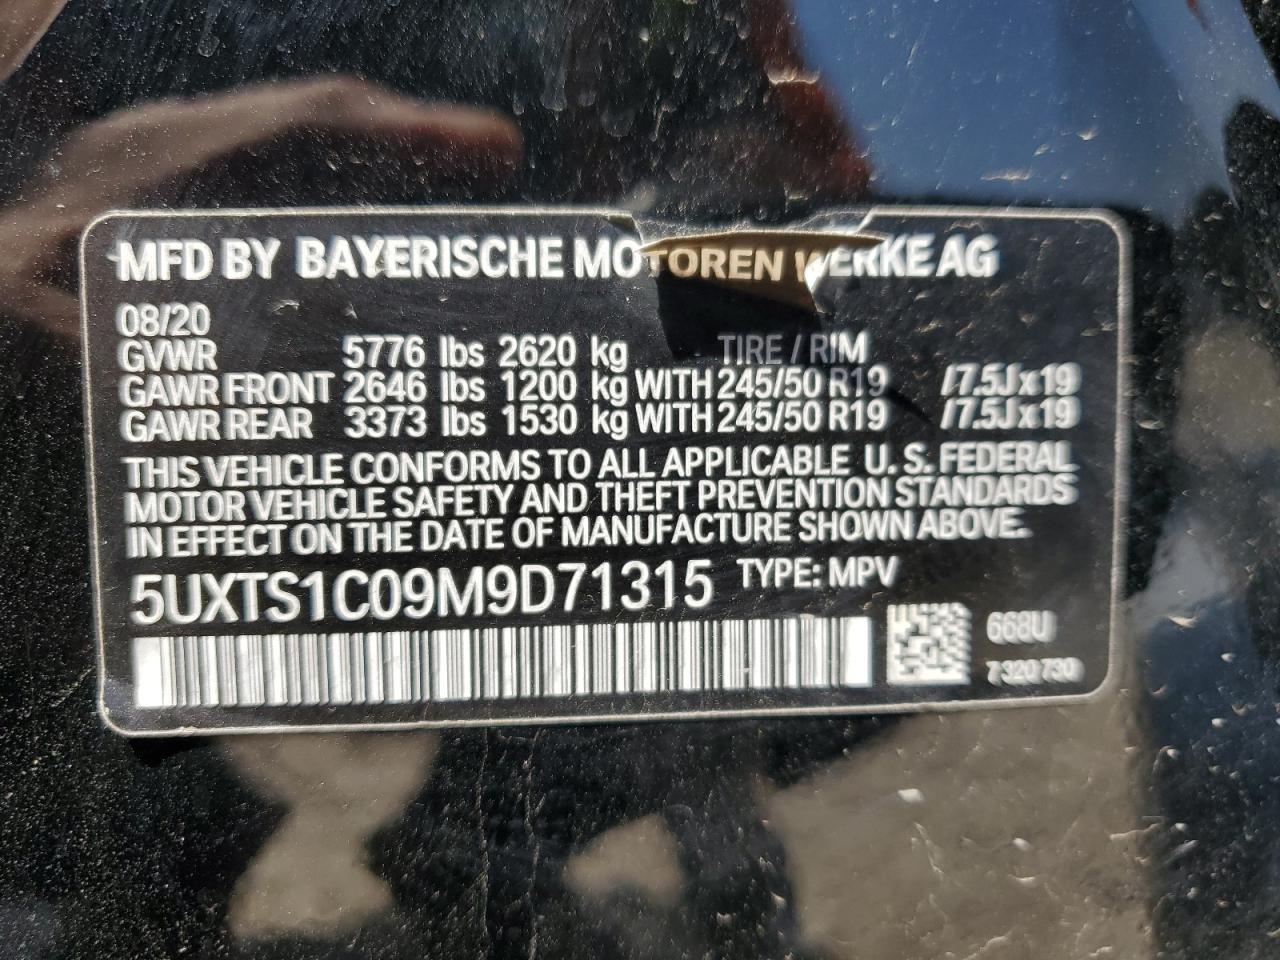 MFD BY BAYERISCHE MOTOREN WERKE AG
08/20
GVWR 5776 lbs 2620 kg TIRE / RIM
GAWR FRONT 2646 lbs 1200 kg WITH 245/50 R19 /7.5Jx19
GAWR REAR 3373 lbs 1530 kg WITH 245/50 R19 /7.5Jx19
THIS VEHICLE CONFORMS TO ALL APPLICABLE U. S. FEDERAL
MOTOR VEHICLE SAFETY AND THEFT PREVENTION STANDARDS
IN EFFECT ON THE DATE OF MANUFACTURE SHOWN ABOVE.
5UXTS1C09M9D71315 TYPE: MPV
668U
7 320 730